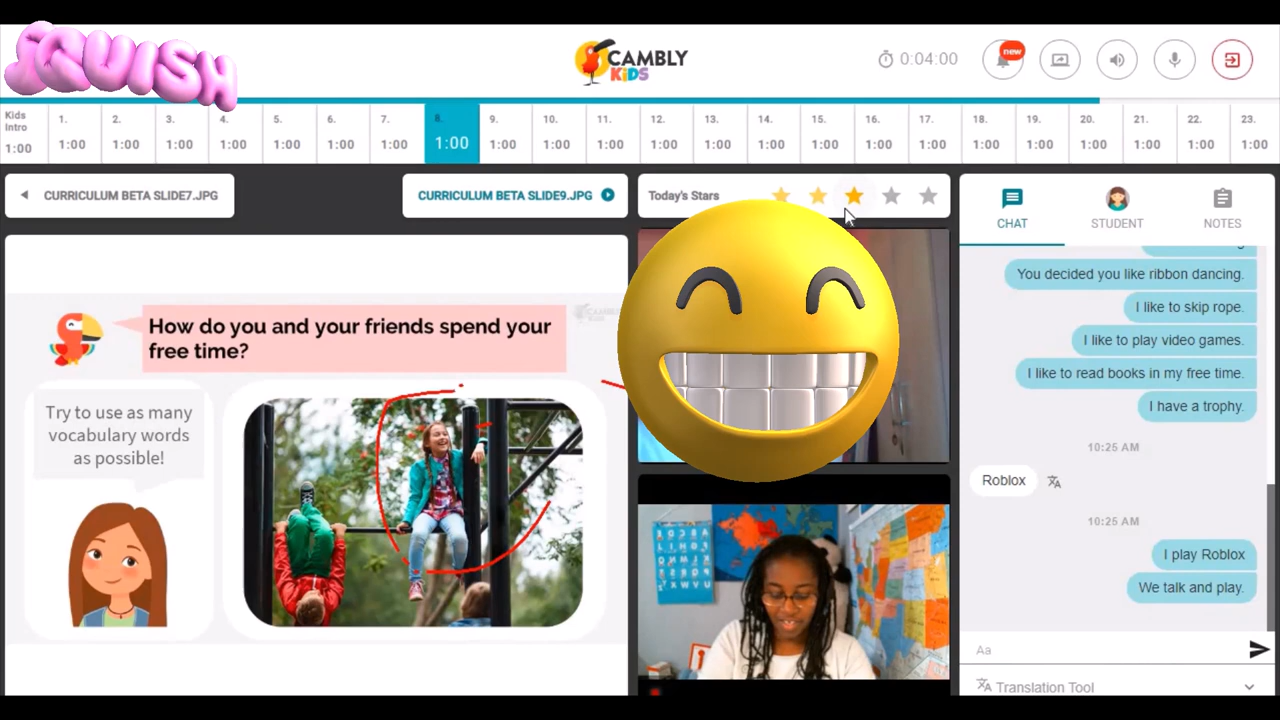 SQUISH
CAMBLY
KIDS
0:04:00
new
Kids
Intro
1:00
1.
1:00
2.
1:00
3.
1:00
4.
1:00
5.
1:00
6.
1:00
7.
1:00
8.
1:00
9.
1:00
10.
1:00
11.
1:00
12.
1:00
13.
1:00
14.
1:00
15.
1:00
16.
1:00
17.
1:00
18.
1:00
19.
1:00
20.
1:00
21.
1:00
22.
1:00
23.
1:00
CURRICULUM BETA SLIDE7.JPG
CURRICULUM BETA SLIDE9.JPG
Today's Stars
CHAT
STUDENT
NOTES
How do you and your friends spend your
free time?
CAMBLY
KIDS
Try to use as many
vocabulary words
as possible!
You decided you like ribbon dancing.
I like to skip rope.
I like to play video games.
I like to read books in my free time.
I have a trophy.
10:25 AM
Roblox
10:25 AM
I play Roblox
We talk and play.
Aa
Translation Tool